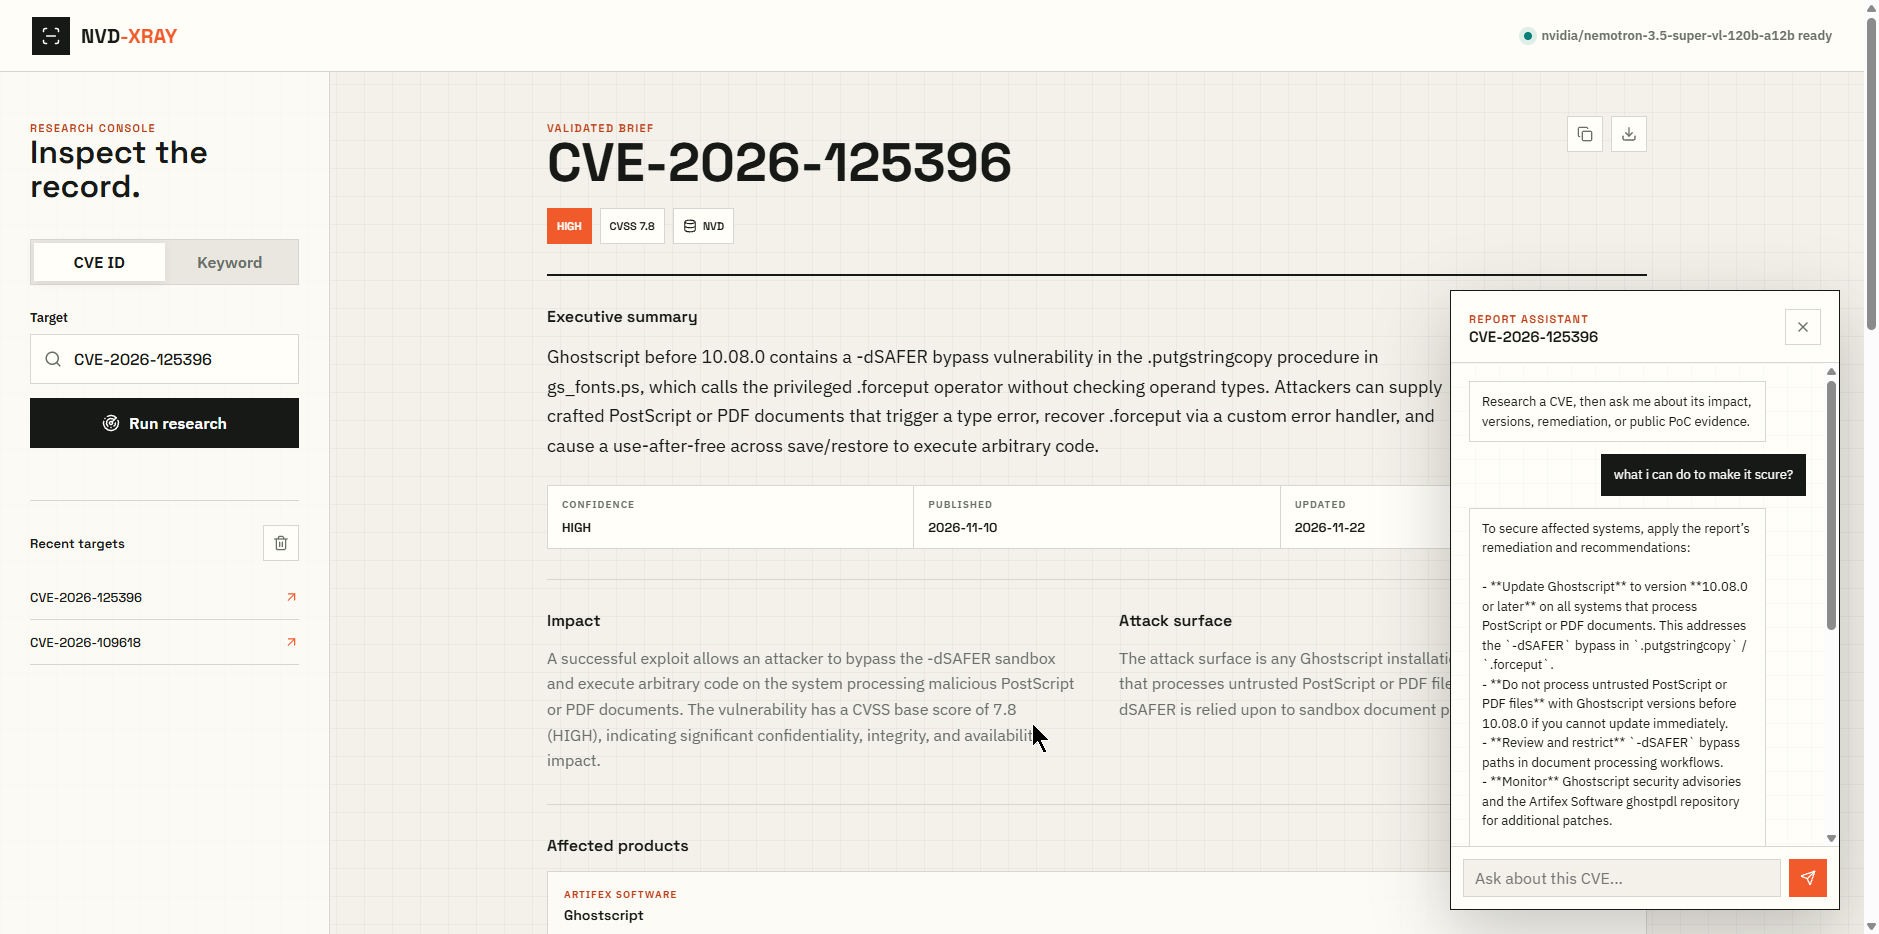 NVD-XRAY
nvidia/nemotron-3.5-super-vl-120b-a12b ready
RESEARCH CONSOLE
Inspect the
record.
CVE ID
Keyword
Target
CVE-2026-125396
Run research
Recent targets
CVE-2026-125396
CVE-2026-109618
VALIDATED BRIEF
CVE-2026-125396
HIGH
CVSS 7.8
NVD
Executive summary
Ghostscript before 10.08.0 contains a -dSAFER bypass vulnerability in the .putgstringcopy procedure in
gs_fonts.ps, which calls the privileged .forceput operator without checking operand types. Attackers can supply
crafted PostScript or PDF documents that trigger a type error, recover .forceput via a custom error handler, and
cause a use-after-free across save/restore to execute arbitrary code.
CONFIDENCE
HIGH
PUBLISHED
2026-11-10
UPDATED
2026-11-22
Impact
A successful exploit allows an attacker to bypass the -dSAFER sandbox
and execute arbitrary code on the system processing malicious PostScript
or PDF documents. The vulnerability has a CVSS base score of 7.8
(HIGH), indicating significant confidentiality, integrity, and availabilit
impact.
Attack surface
The attack surface is any Ghostscript installati
that processes untrusted PostScript or PDF file
dSAFER is relied upon to sandbox document p
Affected products
ARTIFEX SOFTWARE
Ghostscript
REPORT ASSISTANT
CVE-2026-125396
Research a CVE, then ask me about its impact,
versions, remediation, or public PoC evidence.
what i can do to make it scure?
To secure affected systems, apply the report's
remediation and recommendations:
- **Update Ghostscript** to version **10.08.0
or later** on all systems that process
PostScript or PDF documents. This addresses
the `-dSAFER` bypass in `.putgstringcopy` /
`.forceput`.
- **Do not process untrusted PostScript or
PDF files** with Ghostscript versions before
10.08.0 if you cannot update immediately.
- **Review and restrict** `-dSAFER` bypass
paths in document processing workflows.
- **Monitor** Ghostscript security advisories
and the Artifex Software ghostpdl repository
for additional patches.
Ask about this CVE...